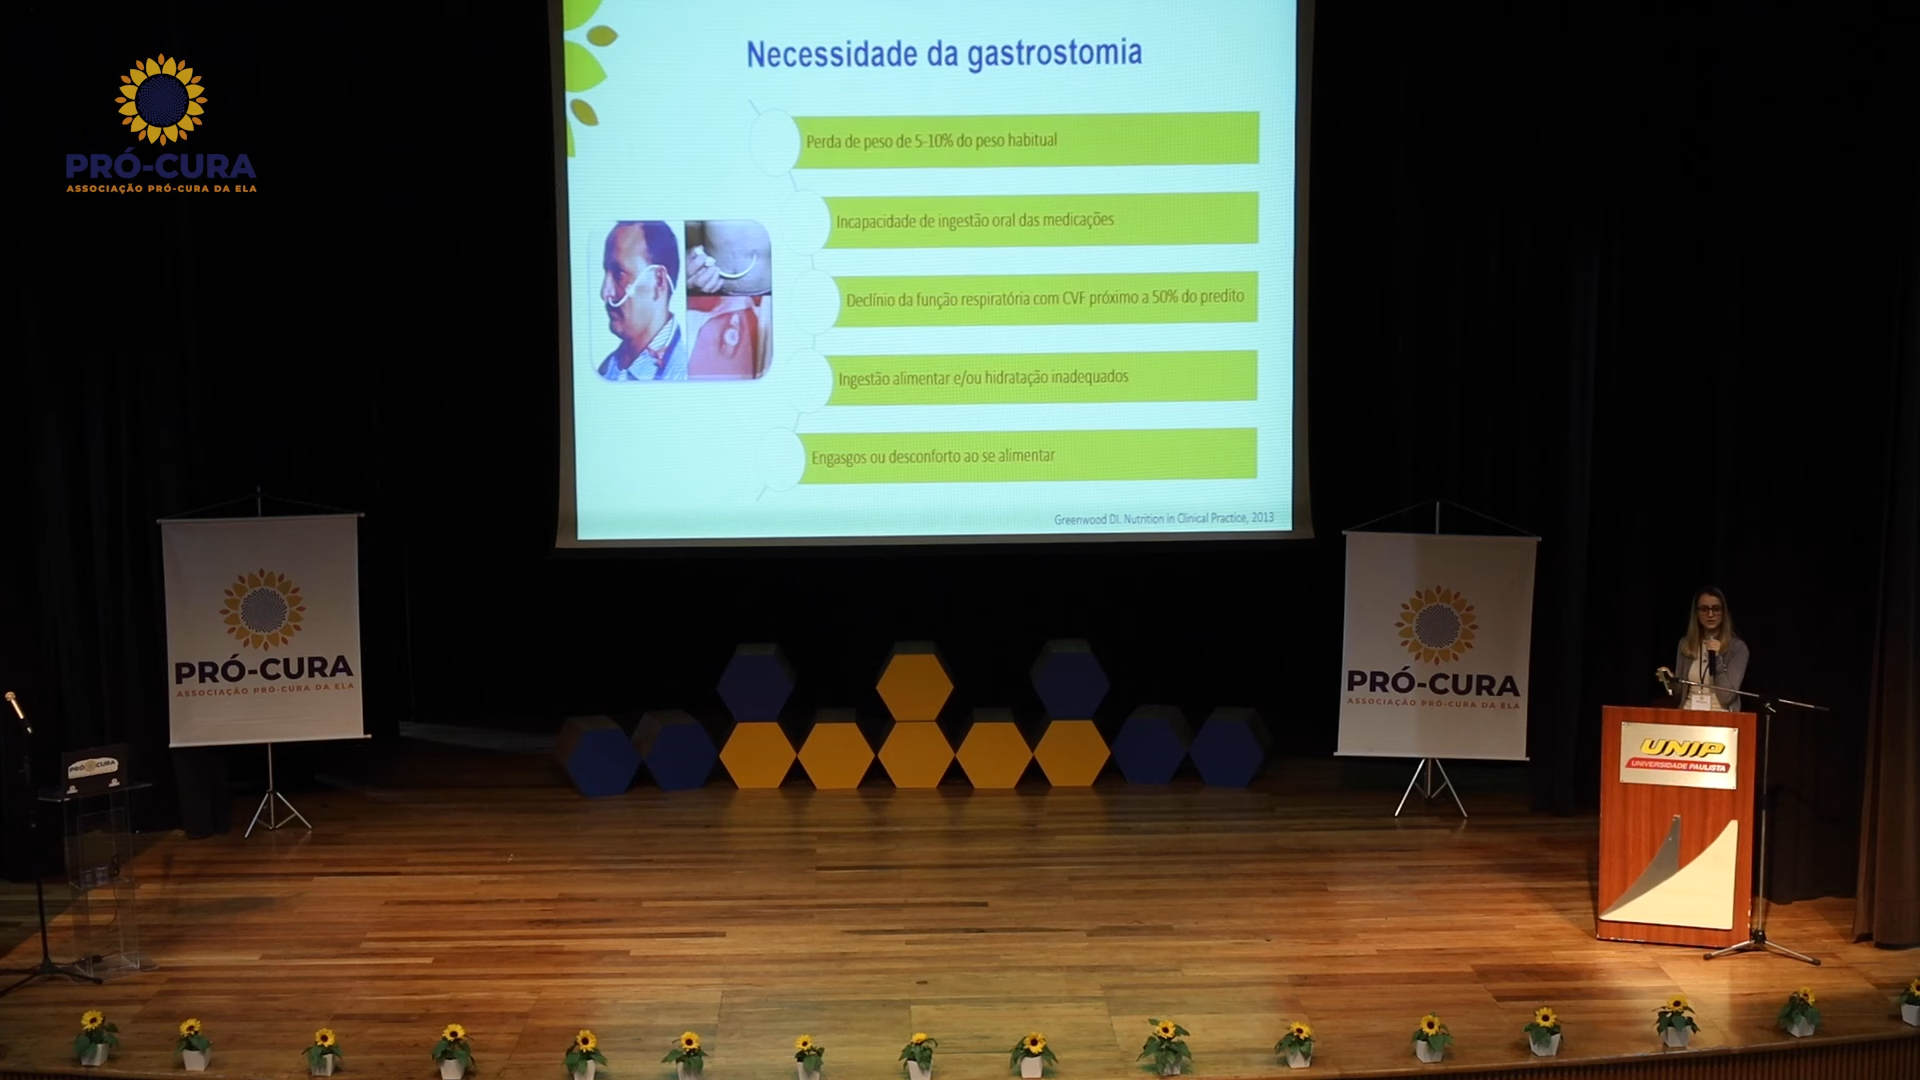 PRÓ-CURA
ASSOCIAÇÃO PRÓ-CURA DA ELA
Necessidade da gastrostomia
Perda de peso de 5-10% do peso habitual
Incapacidade de ingestão oral das medicações
Declínio da função respiratória com CVF próximo a 50% do predito
Ingestão alimentar e/ou hidratação inadequados
Engasgos ou desconforto ao se alimentar
Greenwood DI. Nutrition in Clinical Practice, 2013
PRÓ-CURA
ASSOCIAÇÃO PRÓ-CURA DA ELA
PRÓ-CURA
ASSOCIAÇÃO PRÓ-CURA DA ELA
PRÓ CURA
UNIP
UNIVERSIDADE PAULISTA